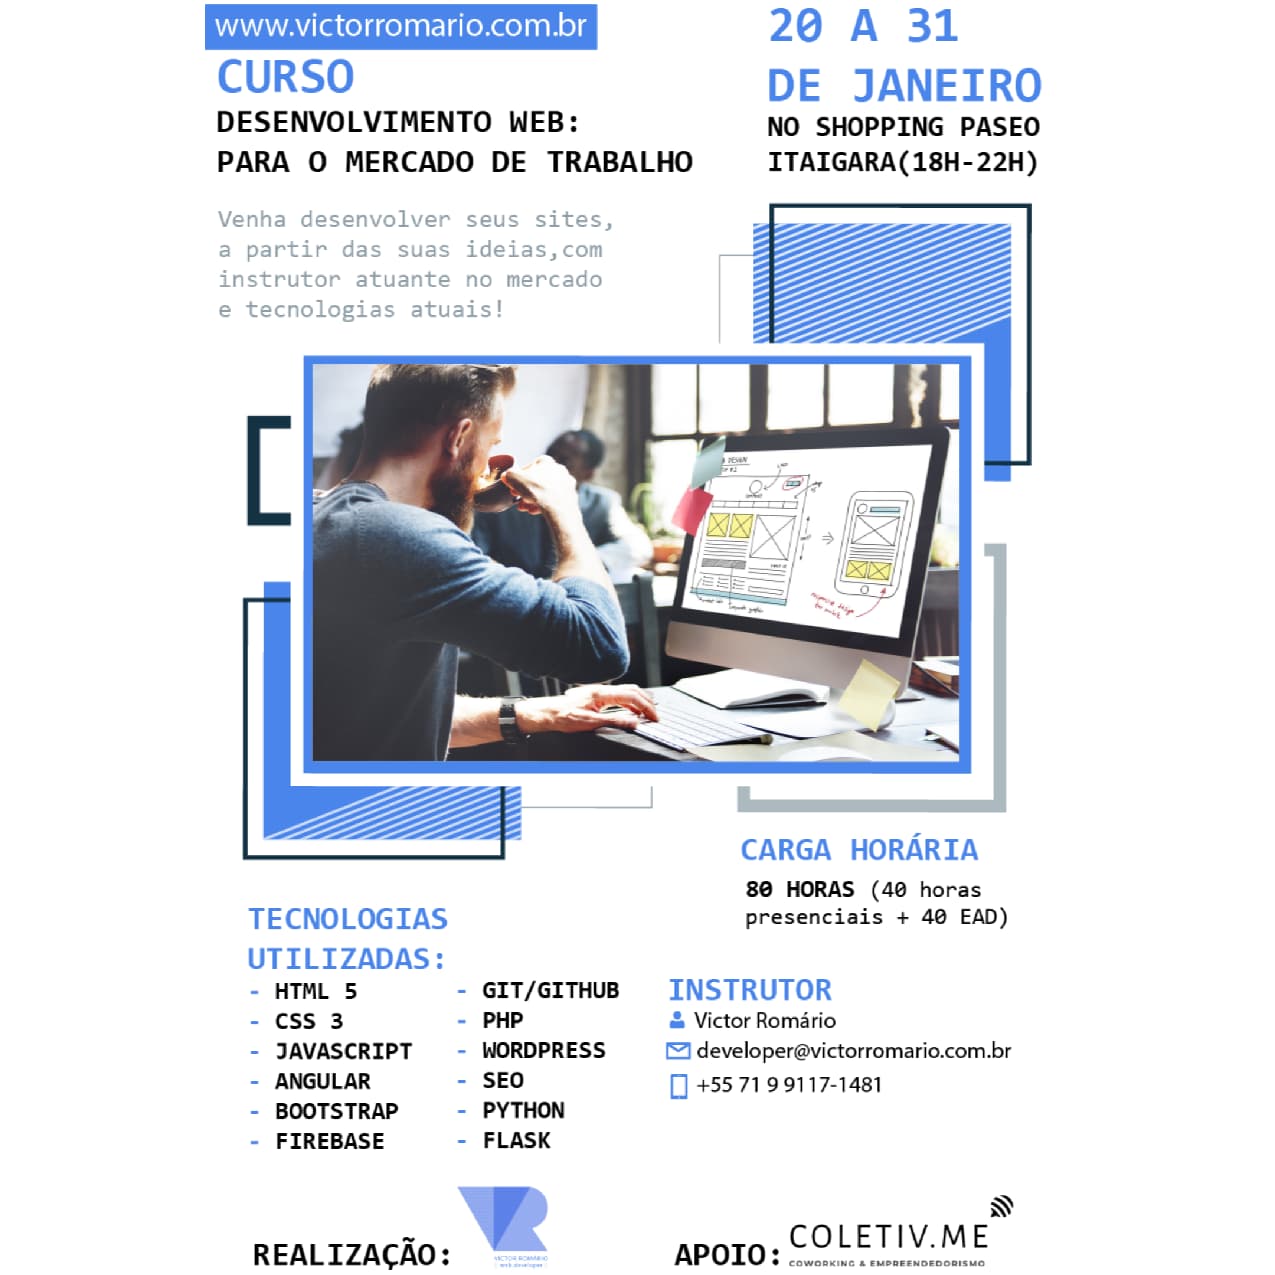 www.victorromario.com.br
CURSO
DESENVOLVIMENTO WEB:
PARA O MERCADO DE TRABALHO
20 A 31
DE JANEIRO
NO SHOPPING PASEO
ITAIGARA(18H-22H)
Venha desenvolver seus sites,
a partir das suas ideias,com
instrutor atuante no mercado
e tecnologias atuais!
CARGA HORÁRIA
80 HORAS (40 horas
presenciais + 40 EAD)
TECNOLOGIAS
UTILIZADAS:
- HTML 5
- CSS 3
- JAVASCRIPT
- ANGULAR
- BOOTSTRAP
- FIREBASE
- GIT/GITHUB
- PHP
- WORDPRESS
- SEO
- PYTHON
- FLASK
INSTRUTOR
Victor Romário
developer@victorromario.com.br
+55 71 9 9117-1481
REALIZAÇÃO:
VICTOR ROMÁRIO
web developer
APOIO:
COLETIV.ME
COWORKING & EMPREENDEDORISMO